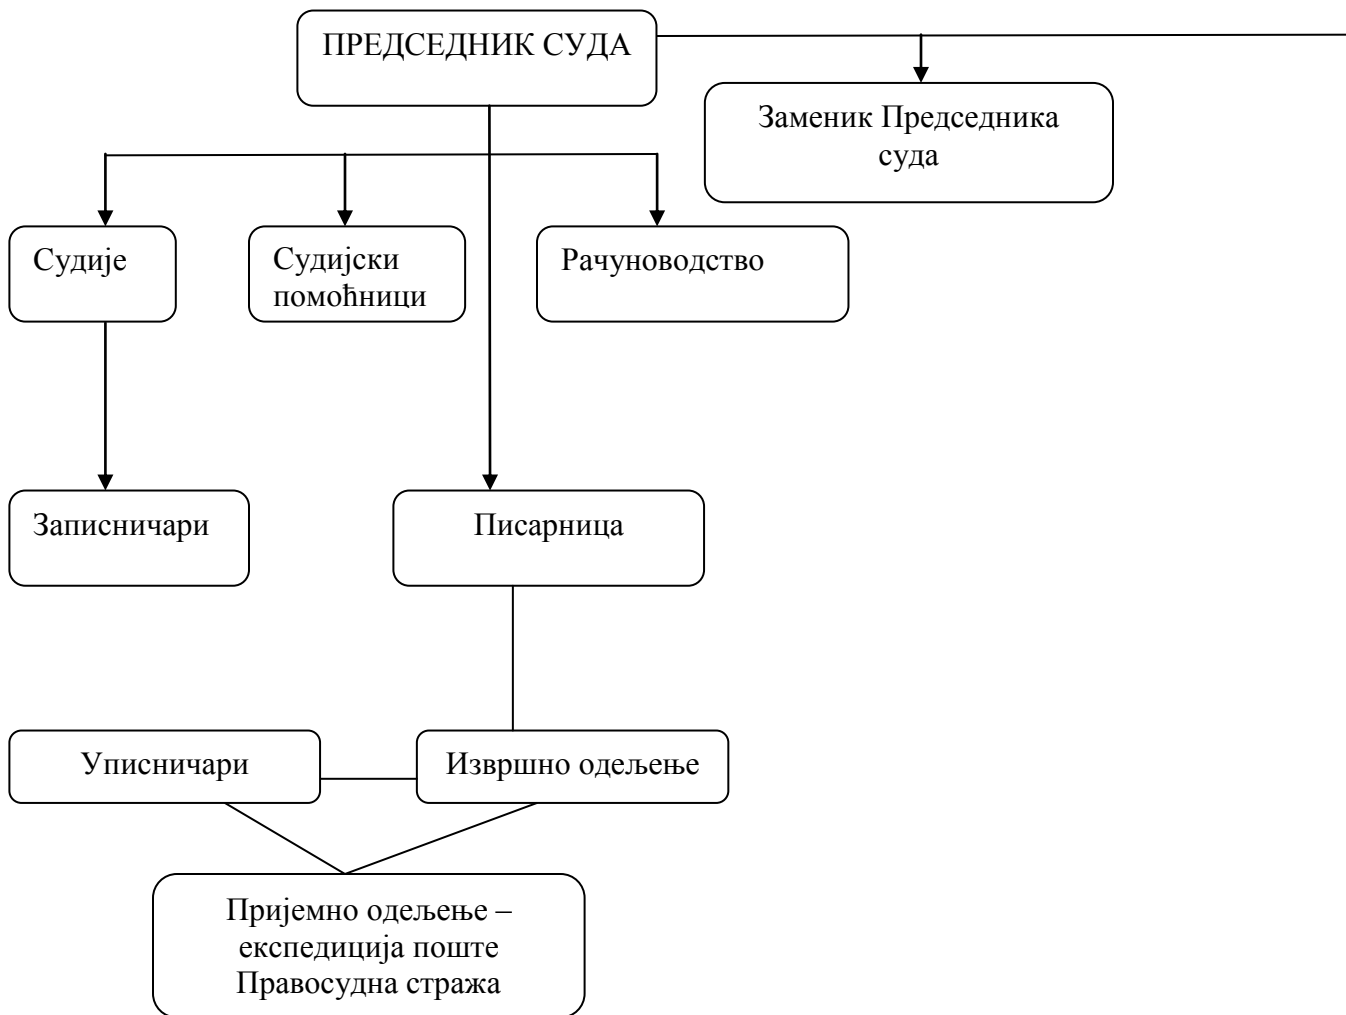 ПРЕДСЕДНИК СУДА
Заменик Председника
суда
Судије
Судијски
помоћници
Рачуноводство
Записничари
Писарница
Уписничари
Извршно одељење
Пријемно одељење –
експедиција поште
Правосудна стража